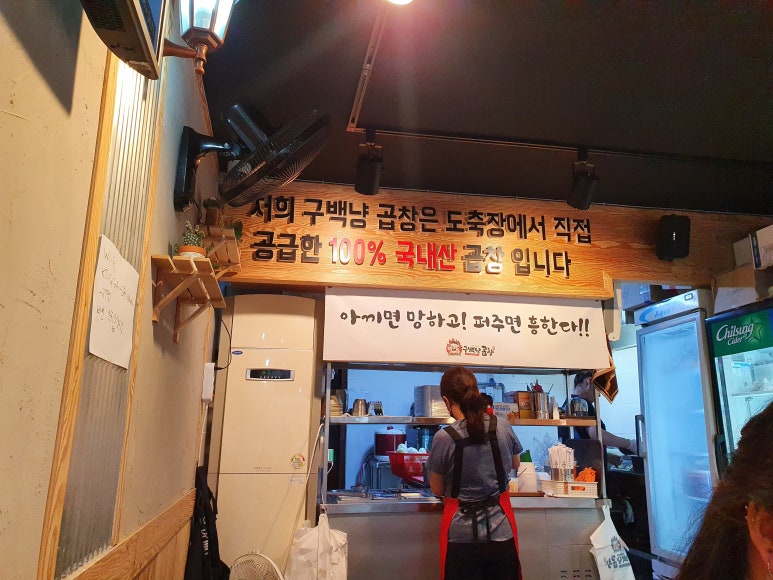 저희 구백냥 곱창은 도축장에서 직접
공급한 100% 국내산 곱창 입니다
아끼면 망하고! 퍼주면 흥한다!!
구백냥곱창
Chilsung
Cider